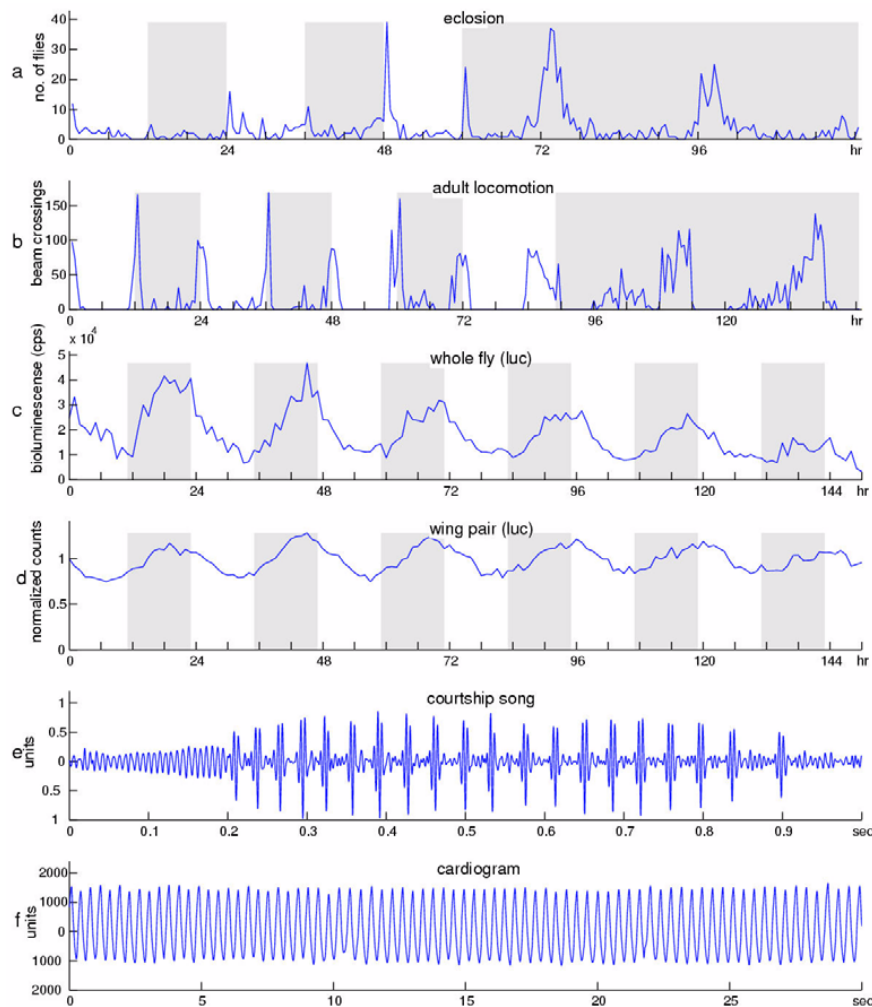 eclosion
a
no. of flies
40
30
20
10
0
0 24 48 72 96 hr
adult locomotion
b
beam crossings
150
100
50
0
0 24 48 72 96 120 hr
x 10^4
whole fly (luc)
c
bioluminescense (cps)
5
4
3
2
1
0
0 24 48 72 96 120 144 hr
wing pair (luc)
d
normalized counts
1
0.5
0
0 24 48 72 96 120 144 hr
courtship song
e
units
1
0.5
0
0.5
1
0 0.1 0.2 0.3 0.4 0.5 0.6 0.7 0.8 0.9 sec
cardiogram
f
units
2000
1000
0
1000
2000
0 5 10 15 20 25 sec